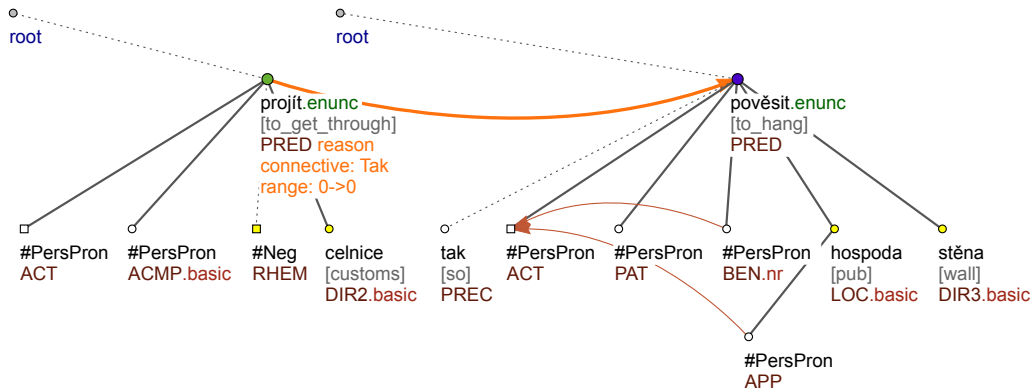 root
root
projít.enunc
[to_get_through]
PRED reason
connective: Tak
range: 0->0
pověsit.enunc
[to_hang]
PRED
#PersPron
ACT
#PersPron
ACMP.basic
#Neg
RHEM
celnice
[customs]
DIR2.basic
tak
[so]
PREC
#PersPron
ACT
#PersPron
PAT
#PersPron
BEN.nr
hospoda
[pub]
LOC.basic
stěna
[wall]
DIR3.basic
#PersPron
APP